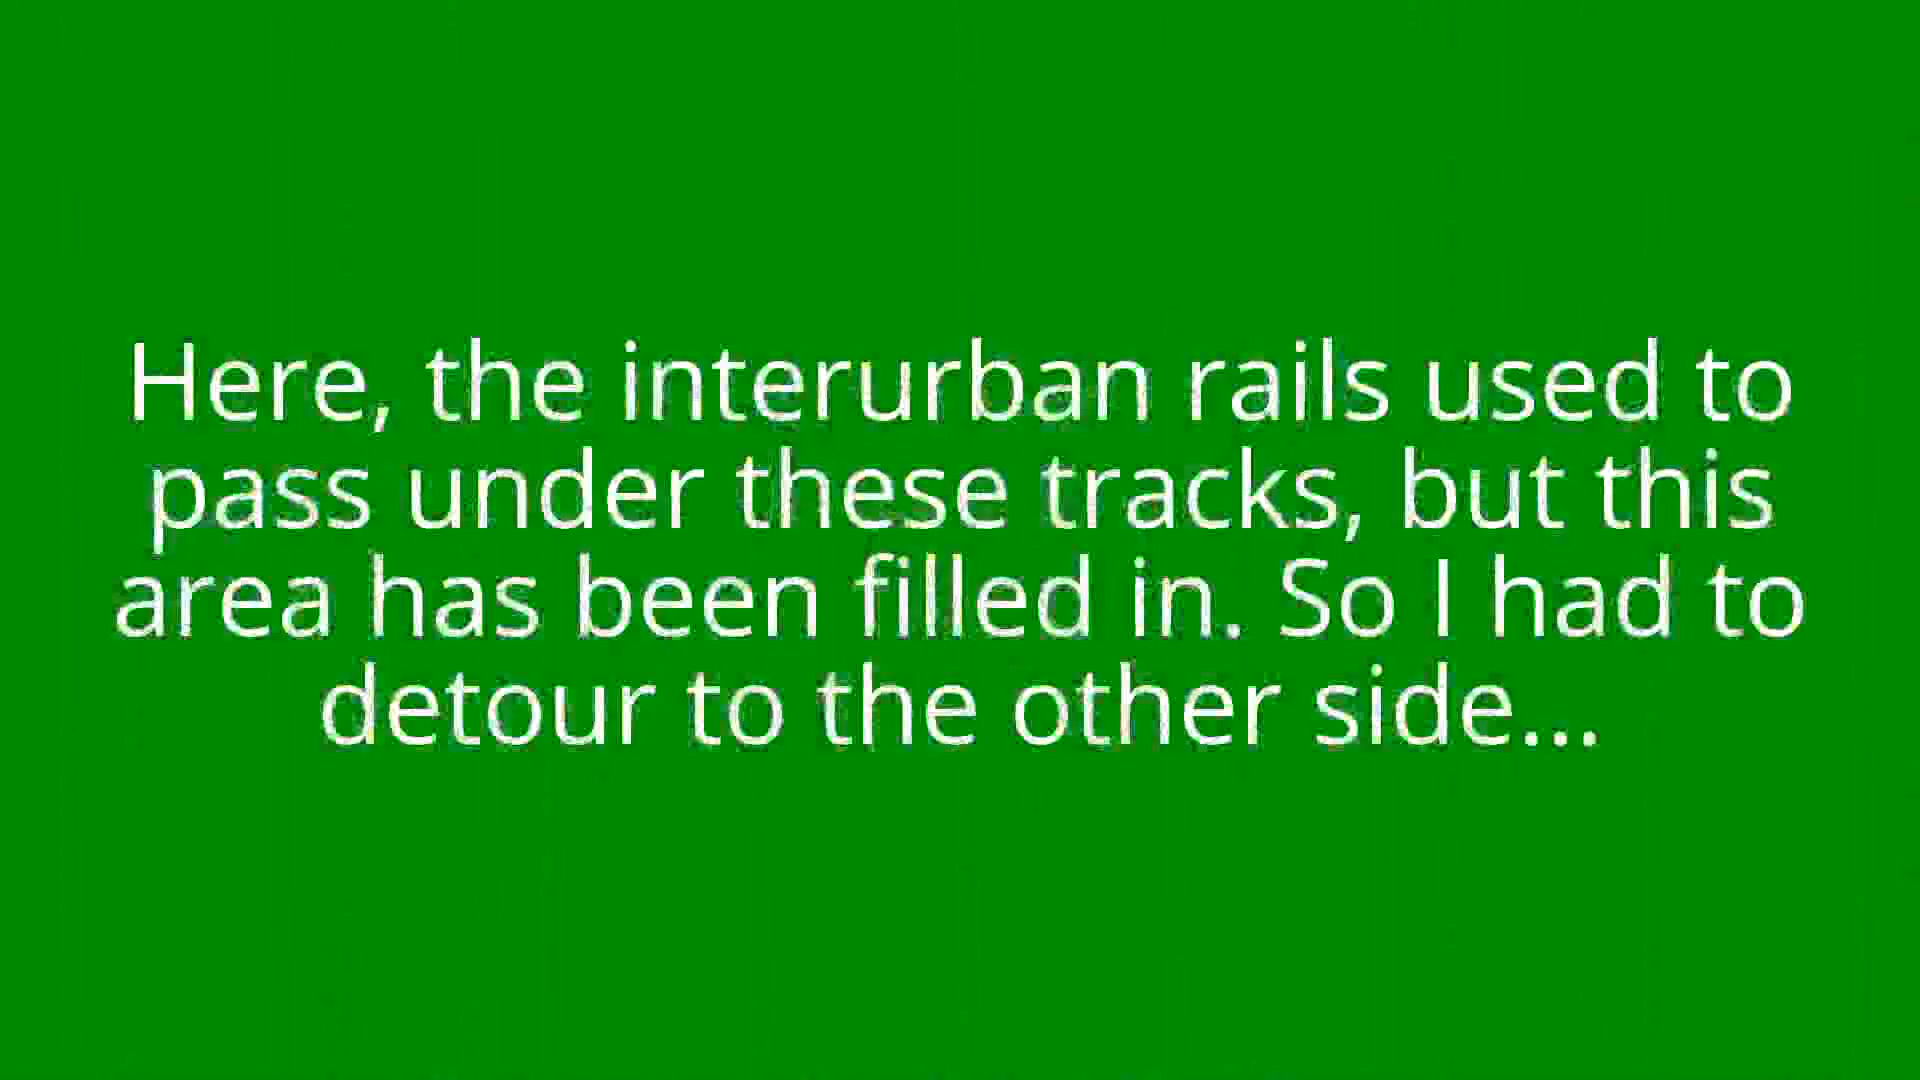 Here, the interurban rails used to
pass under these tracks, but this
area has been filled in. So I had to
detour to the other side...